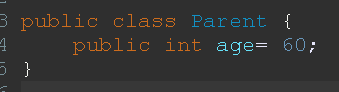 3 public class Parent {
4     public int age= 60;
5 }